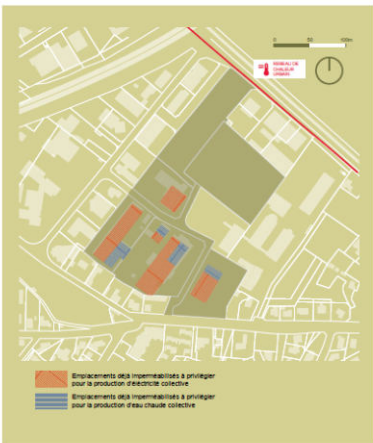 0 50 100m
RESEAU DE
CHALEUR
URBAIN
Emplacements déjà imperméabilisés à privilégier
pour la production d'électricité collective
Emplacements déjà imperméabilisés à privilégier
pour la production d'eau chaude collective